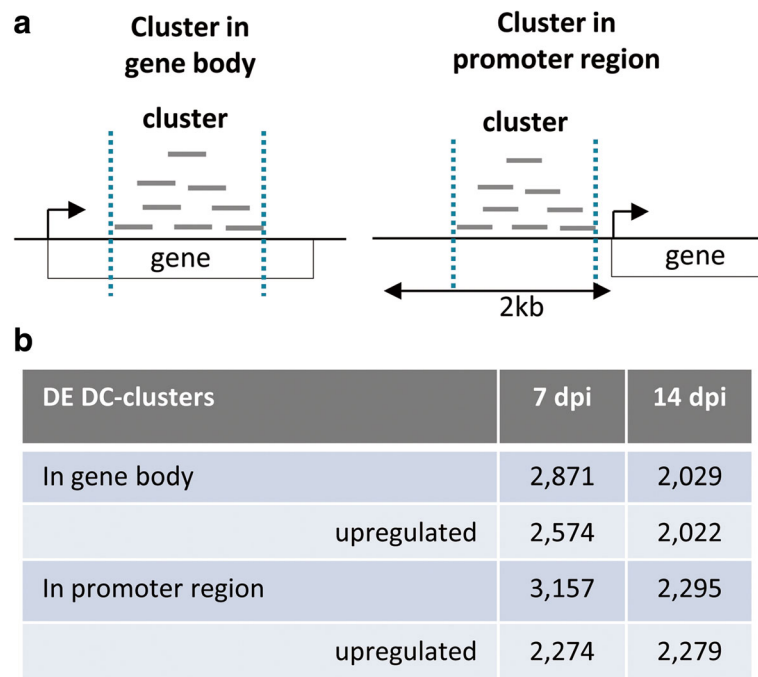 a
Cluster in
gene body
cluster
gene
Cluster in
promoter region
cluster
gene
2kb
b
DE DC-clusters 7 dpi 14 dpi
In gene body 2,871 2,029
upregulated 2,574 2,022
In promoter region 3,157 2,295
upregulated 2,274 2,279